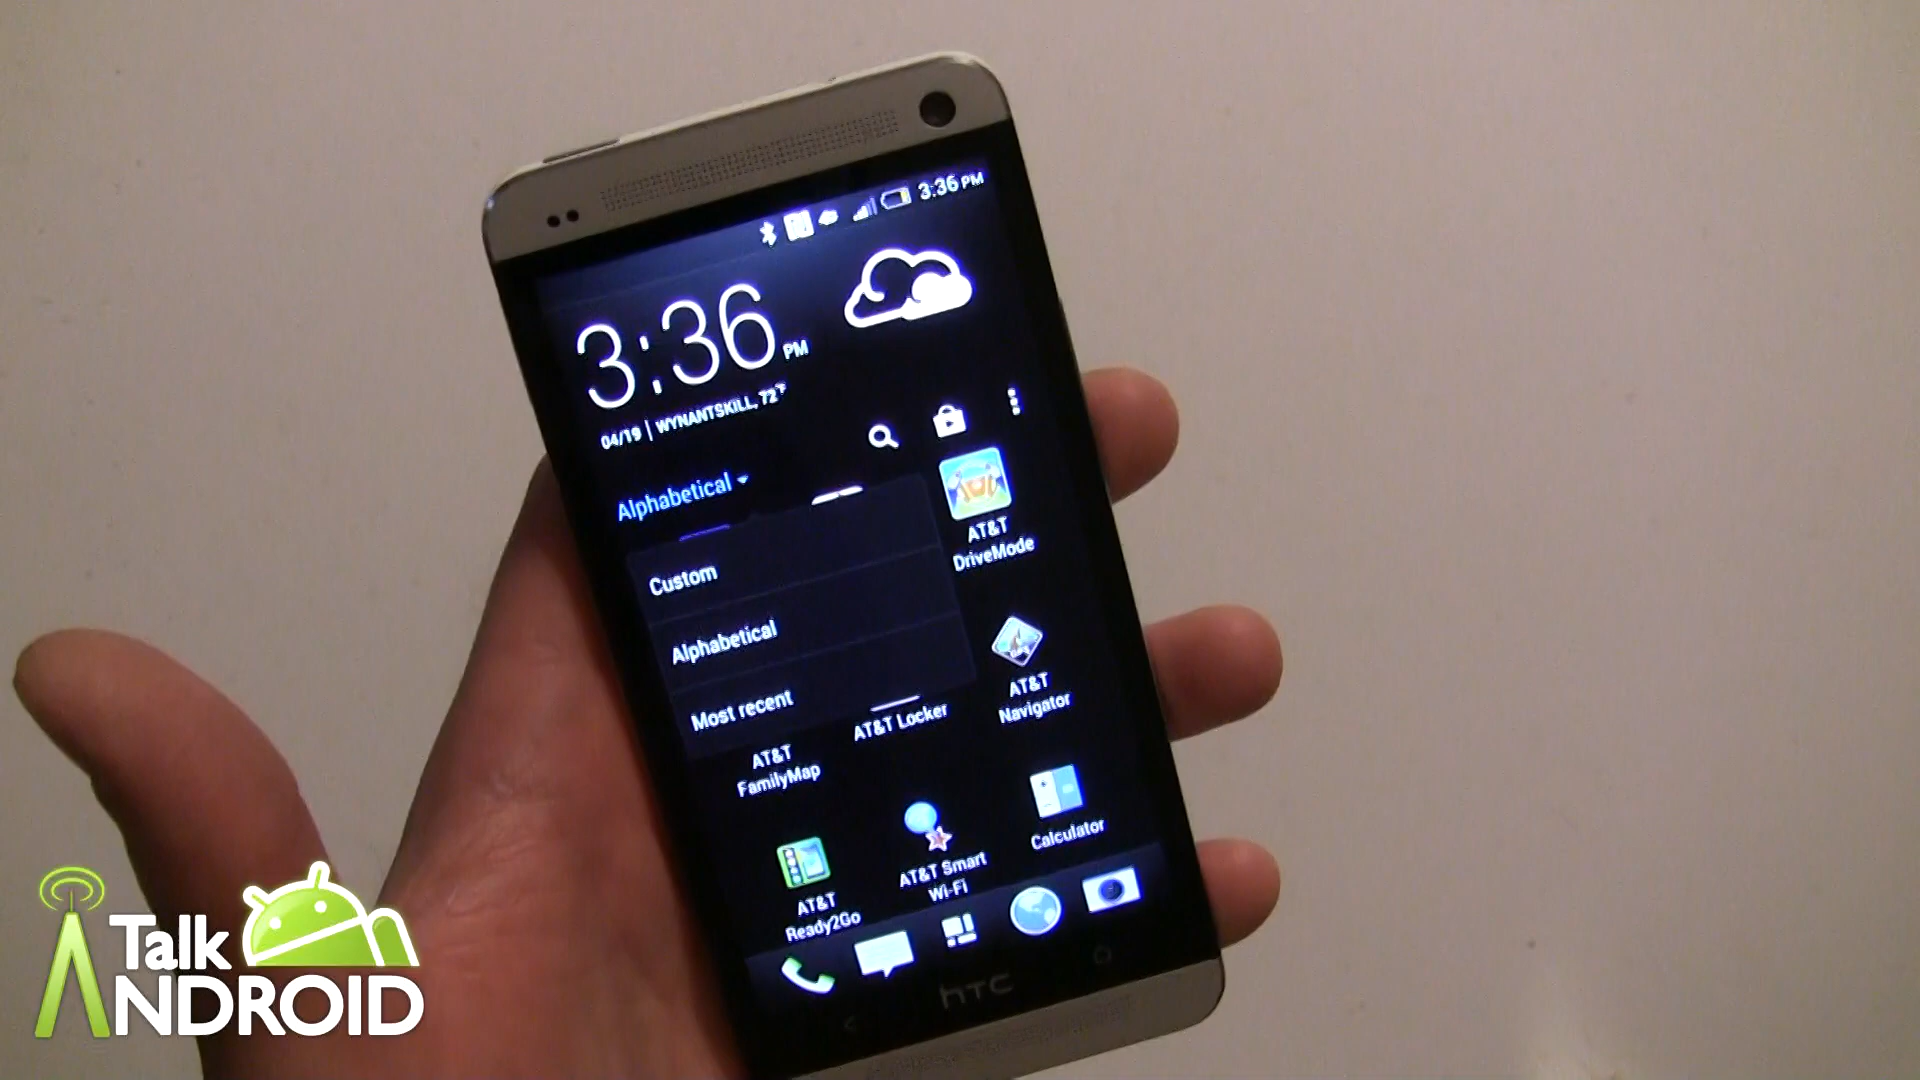 3:36 PM
3:36 PM
04/19 | WYNANTSKILL, 72°F
Alphabetical
Custom
Alphabetical
Most recent
AT&T
DriveMode
AT&T
Navigator
AT&T Locker
AT&T
FamilyMap
Calculator
AT&T Smart
Wi-Fi
AT&T
Ready2Go
hTC
Talk
ANDROID